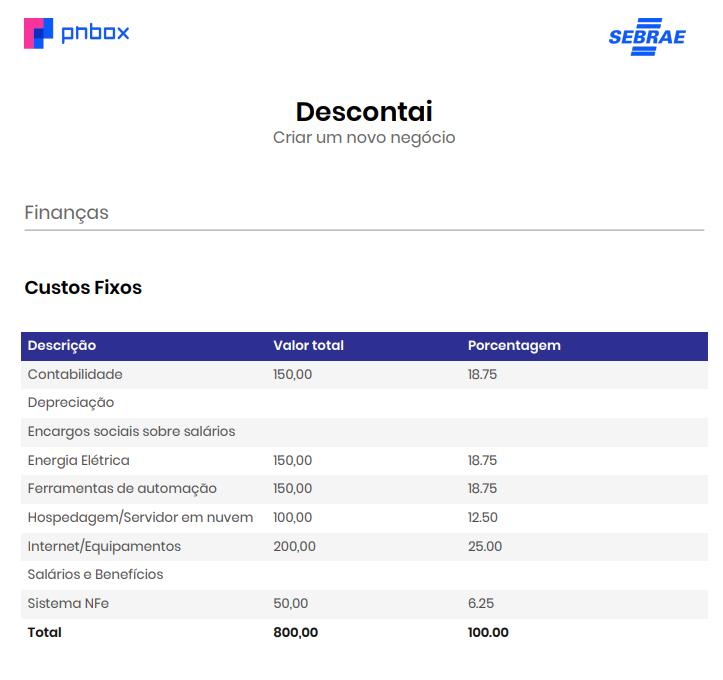 pnbox
SEBRAE
Descontai
Criar um novo negócio
Finanças
Custos Fixos
Descrição Valor total Porcentagem
Contabilidade 150,00 18.75
Depreciação
Encargos sociais sobre salários
Energia Elétrica 150,00 18.75
Ferramentas de automação 150,00 18.75
Hospedagem/Servidor em nuvem 100,00 12.50
Internet/Equipamentos 200,00 25.00
Salários e Benefícios
Sistema NFe 50,00 6.25
Total 800,00 100.00